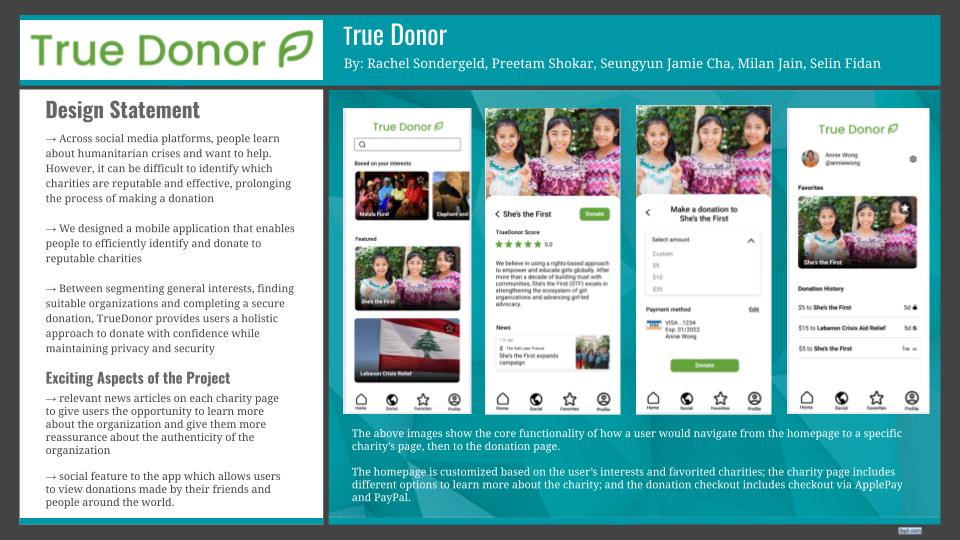 True Donor
True Donor
By: Rachel Sondergeld, Preetam Shokar, Seungyun Jamie Cha, Milan Jain, Selin Fidan
Design Statement
→ Across social media platforms, people learn
about humanitarian crises and want to help.
However, it can be difficult to identify which
charities are reputable and effective, prolonging
the process of making a donation
→ We designed a mobile application that enables
people to efficiently identify and donate to
reputable charities
→ Between segmenting general interests, finding
suitable organizations and completing a secure
donation, TrueDonor provides users a holistic
approach to donate with confidence while
maintaining privacy and security
Exciting Aspects of the Project
→ relevant news articles on each charity page
to give users the opportunity to learn more
about the organization and give them more
reassurance about the authenticity of the
organization
→ social feature to the app which allows users
to view donations made by their friends and
people around the world.
True Donor
Based on your interests
Malala Fund
Elephant and
Featured
She's the First
Lebanon Crisis Relief
Home Social Favorites Profile
She's the First
Donate
TrueDonor Score
5.0
We believe in using a rights-based approach
to empower and educate girls globally. After
more than a decade of building trust with
communities, She's the First (STF) excels in
strengthening the ecosystem of girl
organizations and advancing girl-led
advocacy.
News
The Salt Lake Tribune
She's the First expands
campaign
Home Social Favorites Profile
Make a donation to
She's the First
Select amount
Custom
$5
$10
$20
Payment method
Edit
VISA
VISA ..1234
Exp: 01/2022
Annie Wong
Donate
Home Social Favorites Profile
True Donor
Annie Wong
@anniewong
Favorites
She's the First
Donation History
$5 to She's the First 5d
$15 to Lebanon Crisis Aid Relief 5d
$5 to She's the First 1w
Home Social Favorites Profile
The above images show the core functionality of how a user would navigate from the homepage to a specific
charity's page, then to the donation page.
The homepage is customized based on the user's interests and favorited charities; the charity page includes
different options to learn more about the charity; and the donation checkout includes checkout via ApplePay
and PayPal.